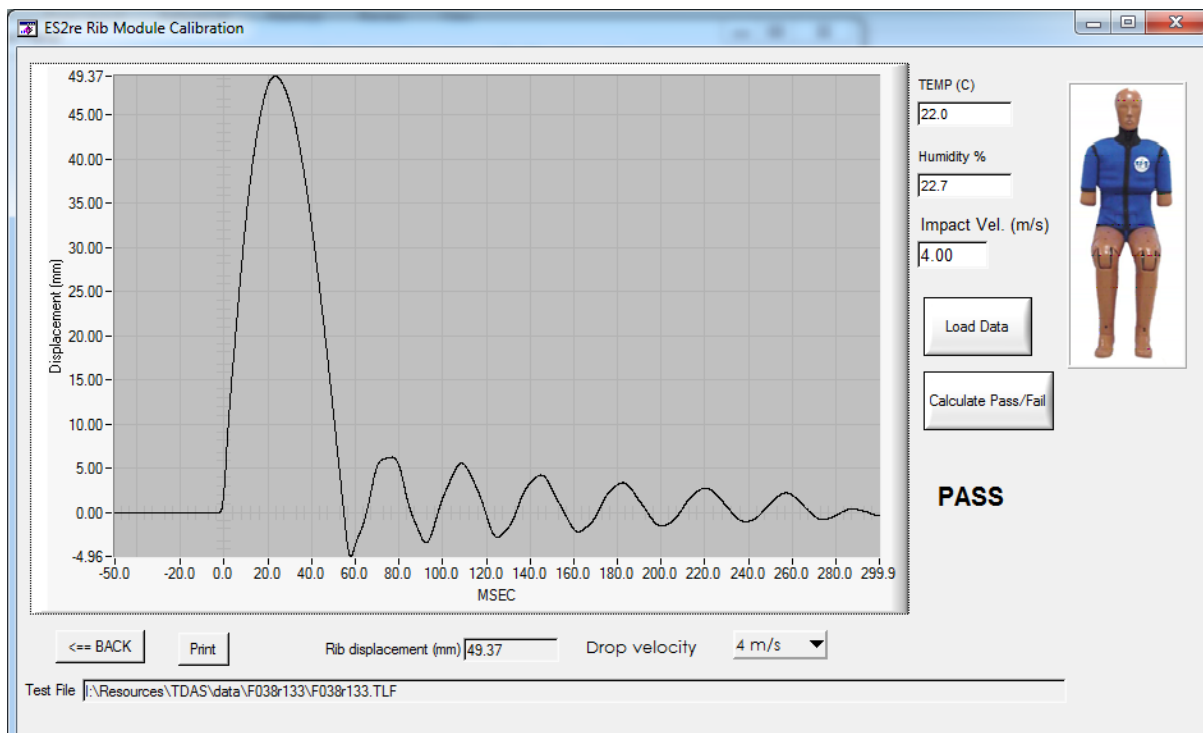 ES2re Rib Module Calibration
49.37
45.00
40.00
35.00
30.00
25.00
20.00
15.00
10.00
5.00
0.00
-4.96
Displacement (mm)
-50.0 -20.0 0.0 20.0 40.0 60.0 80.0 100.0 120.0 140.0 160.0 180.0 200.0 220.0 240.0 260.0 280.0 299.9
MSEC
TEMP (C)
22.0
Humidity %
22.7
Impact Vel. (m/s)
4.00
Load Data
Calculate Pass/Fail
PASS
<== BACK
Print
Rib displacement (mm) 49.37
Drop velocity
4 m/s
Test File I:\Resources\TDAS\data\F038r133\F038r133.TLF